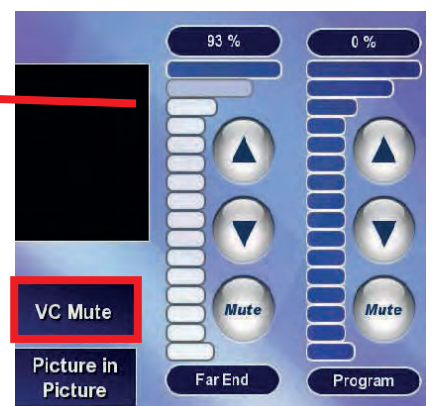 93 %
0 %
VC Mute
Mute
Mute
Picture in
Picture
Far End
Program